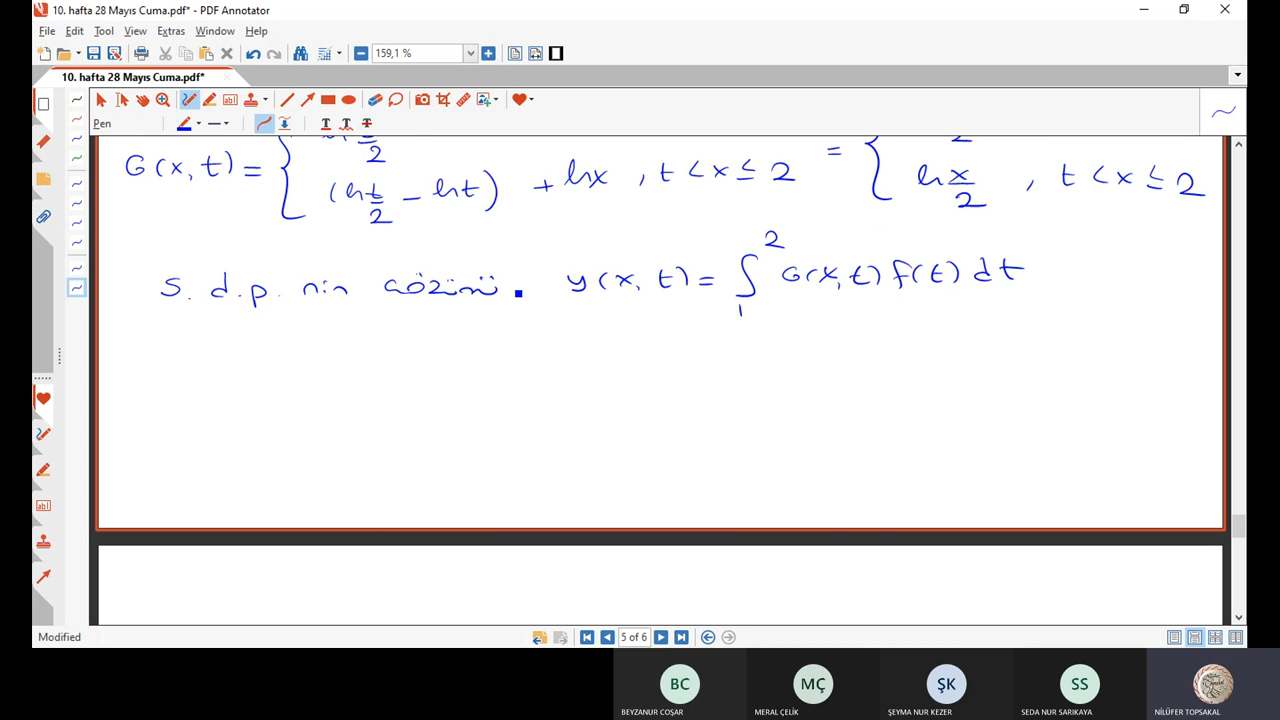 10. hafta 28 Mayıs Cuma.pdf* - PDF Annotator
File Edit Tool View Extras Window Help
159,1 %
10. hafta 28 Mayıs Cuma.pdf*
Pen
G(x, t) = { ln t/2
(ln t/2 - ln t) + ln x , t < x ≤ 2 = { 2
ln x/2 , t < x ≤ 2
s. d.p. nin çözümü . y(x, t) = ∫₁² G(x, t) f(t) dt
Modified
5 of 6
BC MÇ ŞK SS
BEYZANUR COŞAR MERAL ÇELİK ŞEYMA NUR KEZER SEDA NUR SARIKAYA NİLÜFER TOPSAKAL